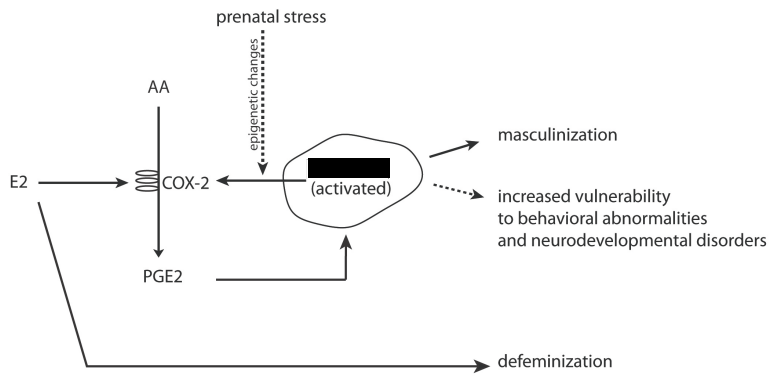 prenatal stress
epigenetic changes
AA
masculinization
E2
COX-2
(activated)
increased vulnerability
to behavioral abnormalities
and neurodevelopmental disorders
PGE2
defeminization